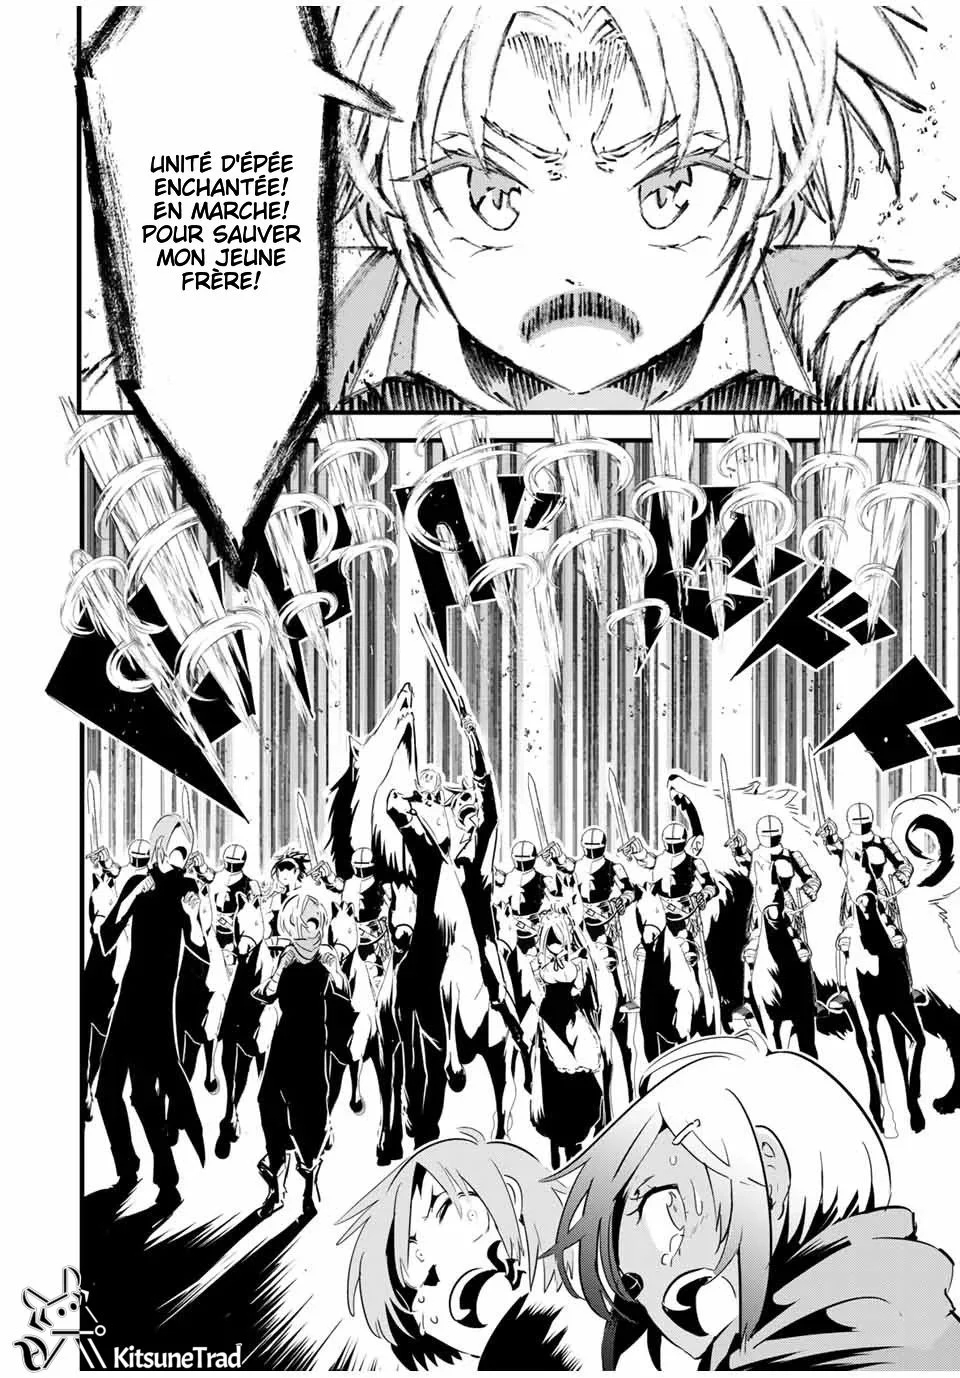 UNITÉ D'ÉPÉE
ENCHANTÉE!
EN MARCHE!
POUR SAUVER
MON JEUNE
FRÈRE!
KitsuneTrad